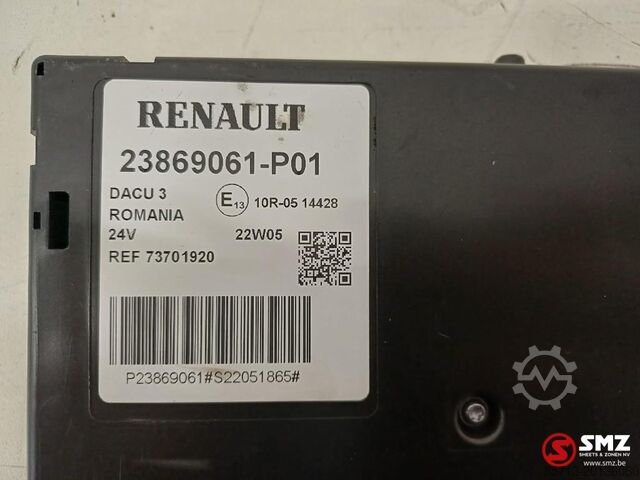 RENAULT
23869061-P01
DACU 3
ROMANIA
E13 10R-05 14428
24V 22W05
REF 73701920
P23869061#S22051865#
SMZ
SHEETS & ZONEN NV
www.smz.be